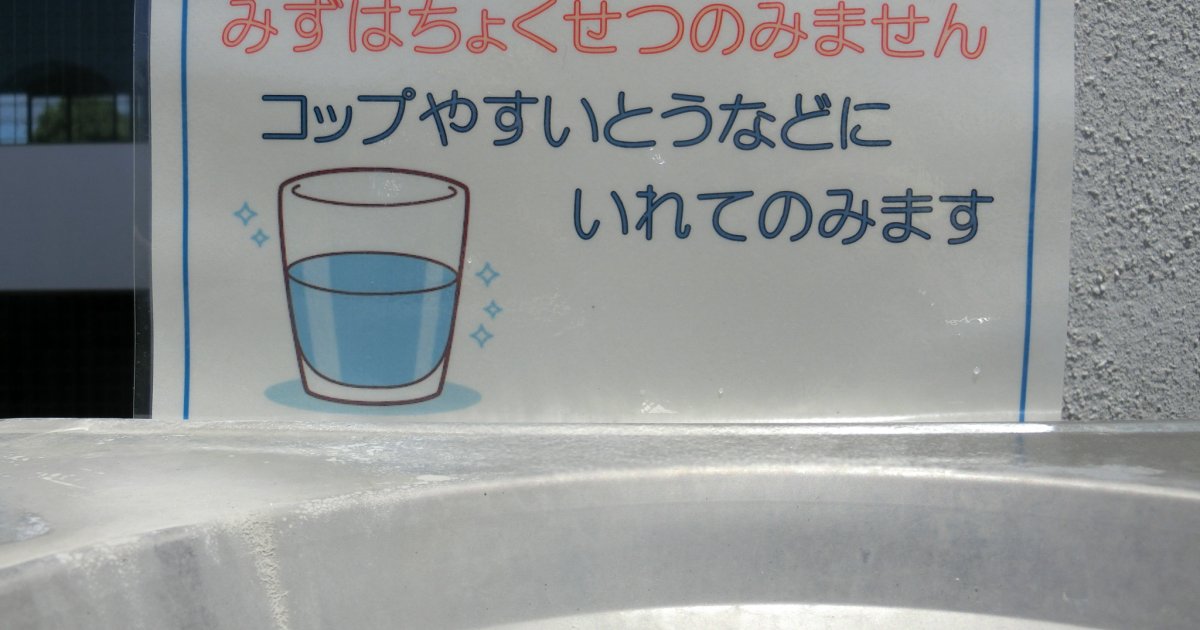 みずはちょくせつのみません
コップやすいとうなどに
いれてのみます